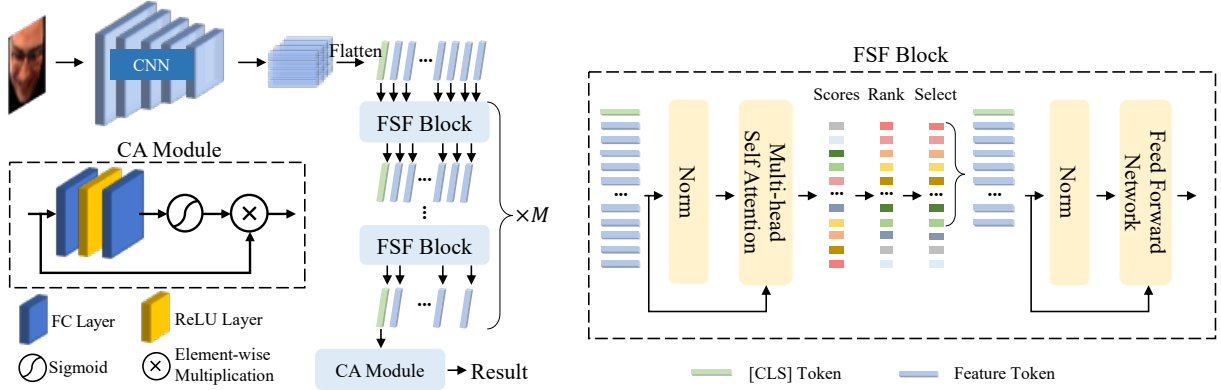 CNN
Flatten
FSF Block
FSF Block
×M
CA Module
Result
CA Module
FC Layer
ReLU Layer
Sigmoid
Element-wise
Multiplication
FSF Block
Scores
Rank
Select
Norm
Multi-head
Self Attention
Norm
Feed Forward
Network
[CLS] Token
Feature Token